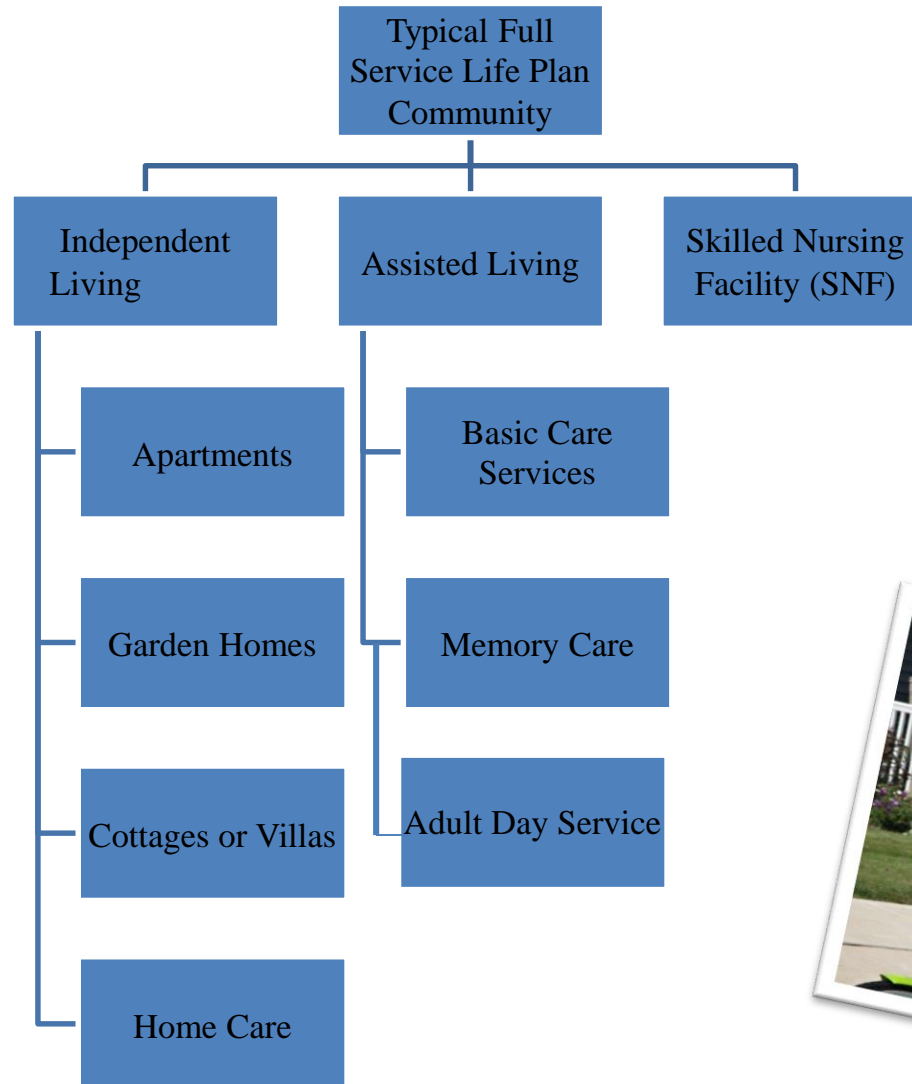 Typical Full
Service Life Plan
Community
Independent
Living
Assisted Living
Skilled Nursing
Facility (SNF)
Apartments
Garden Homes
Cottages or Villas
Home Care
Basic Care
Services
Memory Care
Adult Day Service